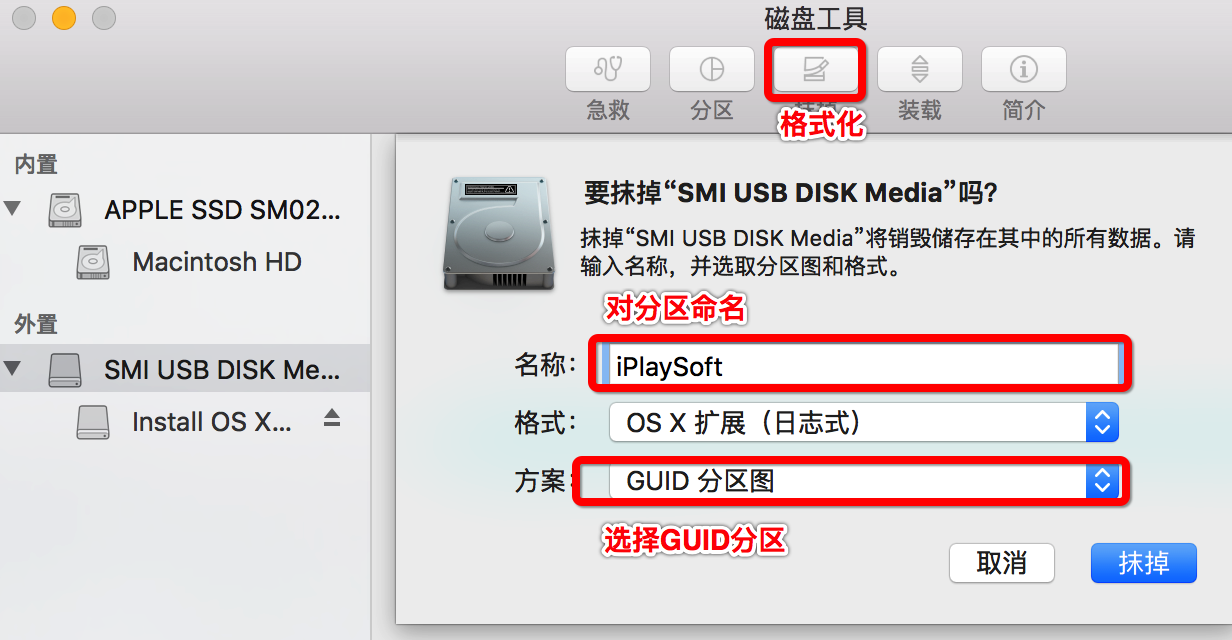 磁盘工具
急救
分区
抹掉
装载
简介
格式化
内置
APPLE SSD SM02...
Macintosh HD
外置
SMI USB DISK Me...
Install OS X...
要抹掉“SMI USB DISK Media”吗?
抹掉“SMI USB DISK Media”将销毁储存在其中的所有数据。请
输入名称，并选取分区图和格式。
对分区命名
名称: iPlaySoft
格式: OS X 扩展（日志式）
方案: GUID 分区图
选择GUID分区
取消
抹掉